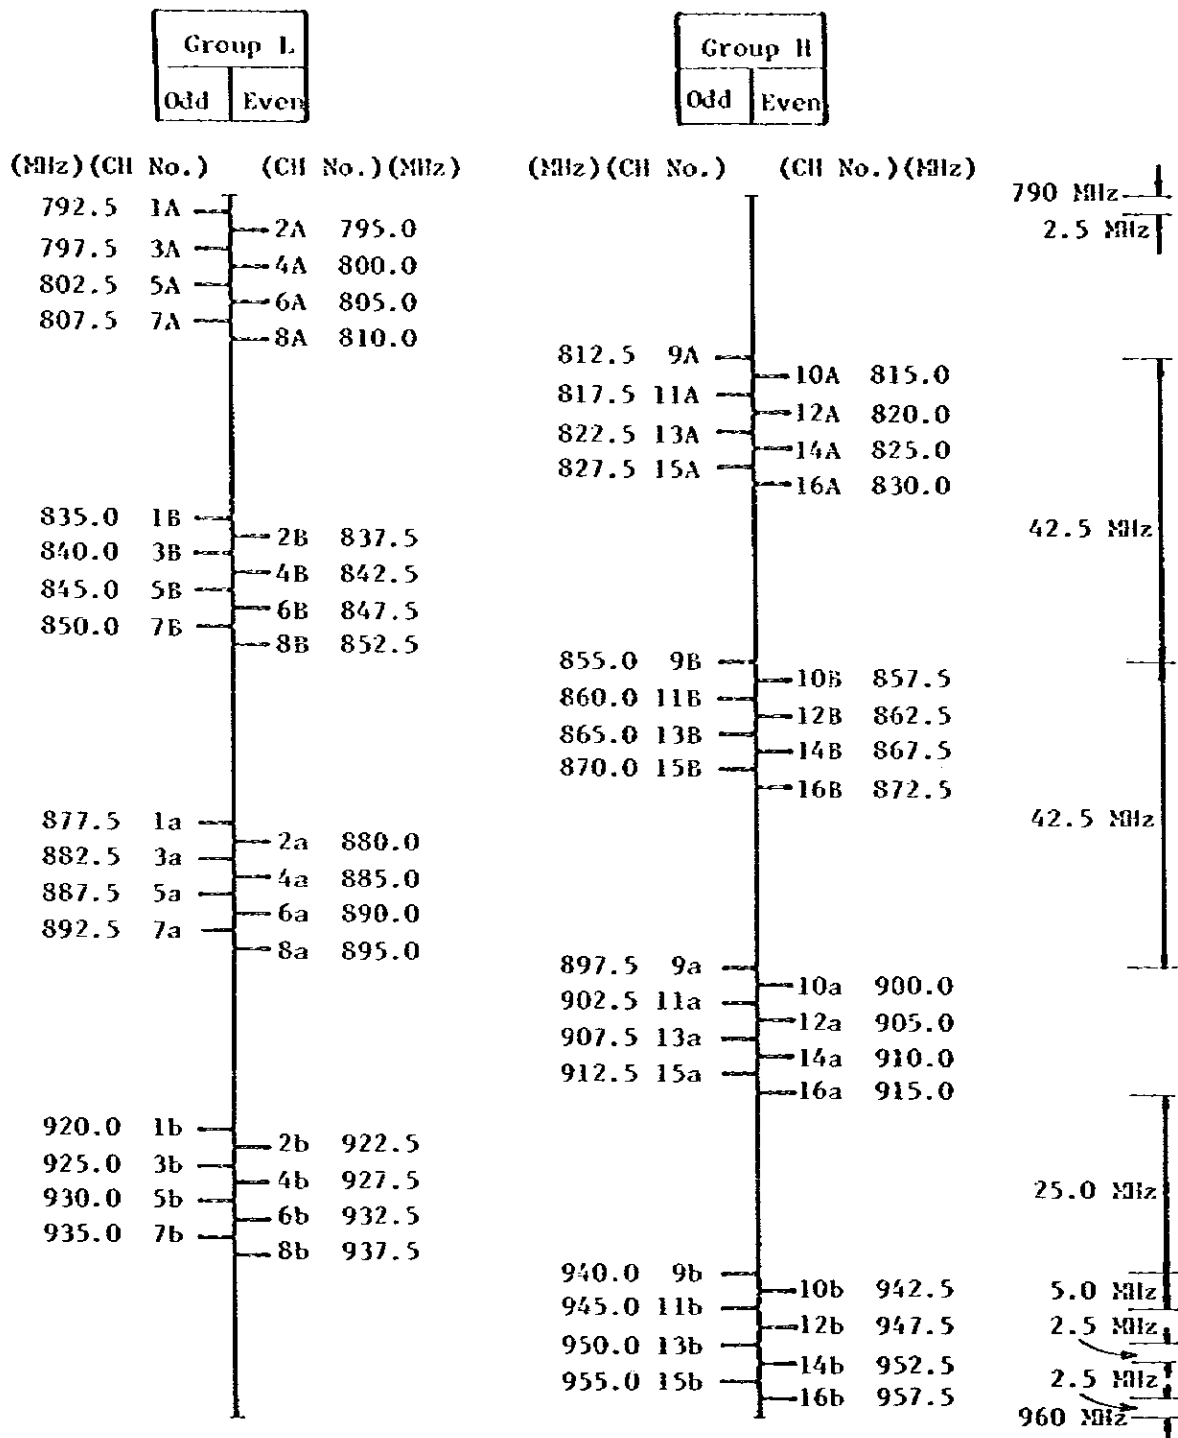 Group L
Odd Even
Group H
Odd Even
(MHz)(CH No.) (CH No.)(MHz)
(MHz)(CH No.) (CH No.)(MHz)
790 MHz
792.5 1A
2A 795.0
2.5 MHz
797.5 3A
4A 800.0
802.5 5A
6A 805.0
807.5 7A
8A 810.0
812.5 9A
10A 815.0
817.5 11A
12A 820.0
822.5 13A
14A 825.0
827.5 15A
16A 830.0
835.0 1B
42.5 MHz
2B 837.5
840.0 3B
4B 842.5
845.0 5B
6B 847.5
850.0 7B
8B 852.5
855.0 9B
10B 857.5
860.0 11B
12B 862.5
865.0 13B
14B 867.5
870.0 15B
16B 872.5
877.5 1a
42.5 MHz
2a 880.0
882.5 3a
4a 885.0
887.5 5a
6a 890.0
892.5 7a
8a 895.0
897.5 9a
10a 900.0
902.5 11a
12a 905.0
907.5 13a
14a 910.0
912.5 15a
16a 915.0
920.0 1b
2b 922.5
925.0 3b
4b 927.5
25.0 MHz
930.0 5b
6b 932.5
935.0 7b
8b 937.5
940.0 9b
10b 942.5
5.0 MHz
945.0 11b
12b 947.5
2.5 MHz
950.0 13b
14b 952.5
955.0 15b
2.5 MHz
16b 957.5
960 MHz